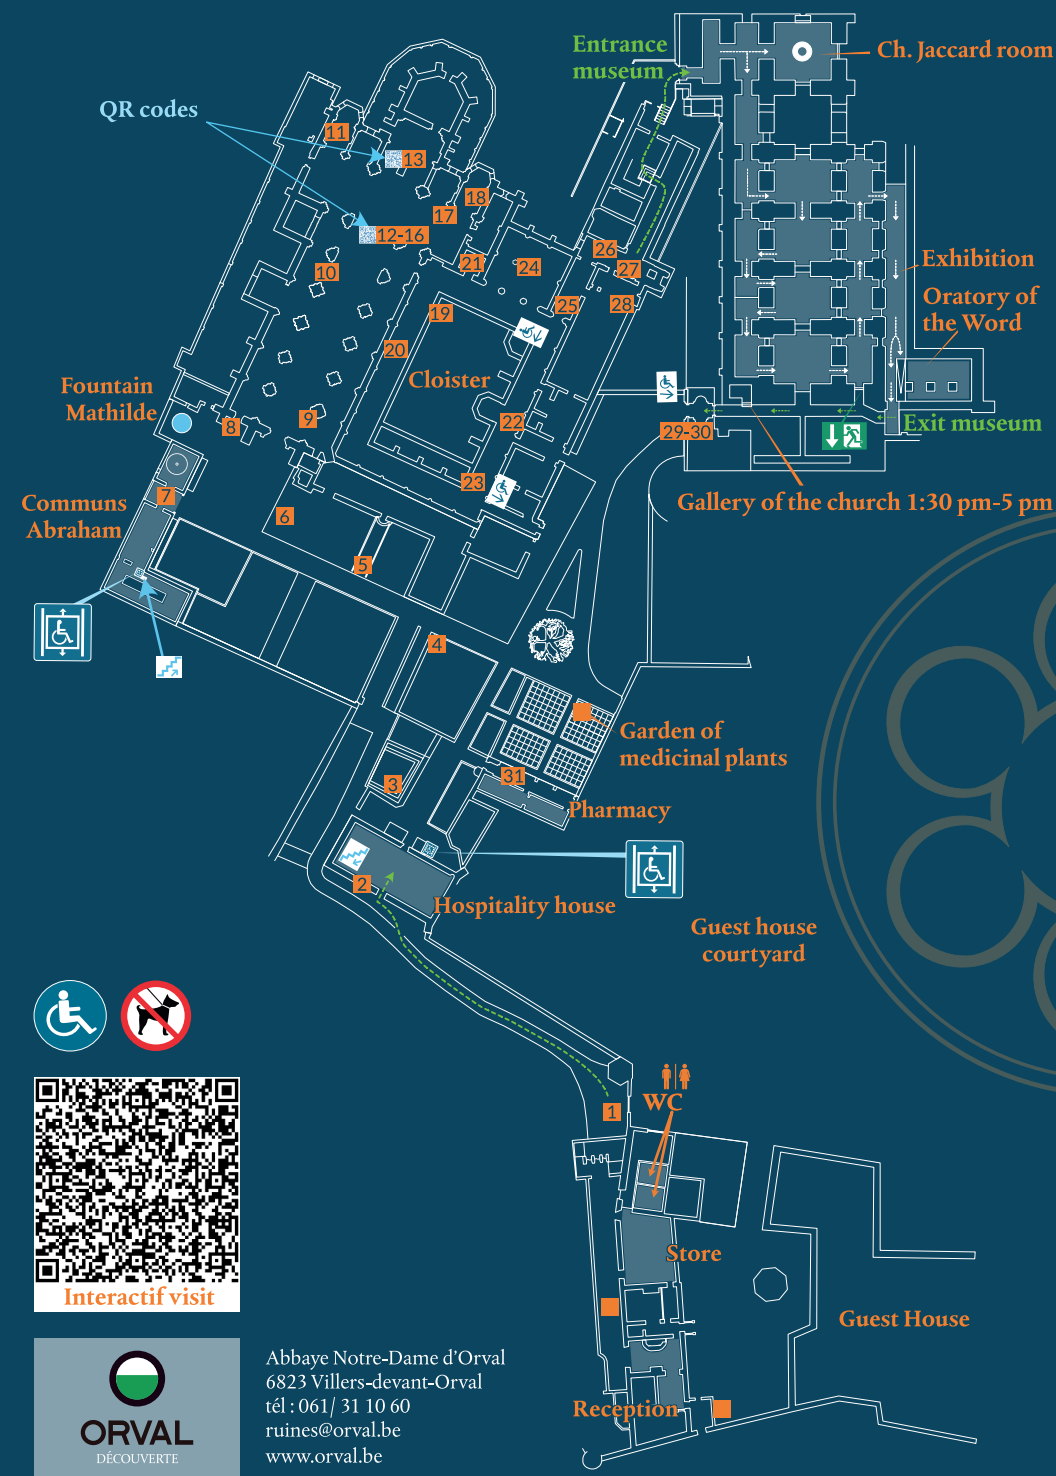 Entrance
museum
Ch. Jaccard room
QR codes
11
13
18
17
12-16
26
21
24
27
10
Exhibition
25
28
Oratory of
the Word
19
20
Cloister
Fountain
Mathilde
9
8
22
29-30
Exit museum
23
7
Communs
Abraham
Gallery of the church 1:30 pm-5 pm
6
5
4
Garden of
medicinal plants
31
3
Pharmacy
2
Hospitality house
Guest house
courtyard
1
WC
Store
Interactif visit
Guest House
Reception
ORVAL
DÉCOUVERTE
Abbaye Notre-Dame d'Orval
6823 Villers-devant-Orval
tél : 061/ 31 10 60
ruines@orval.be
www.orval.be